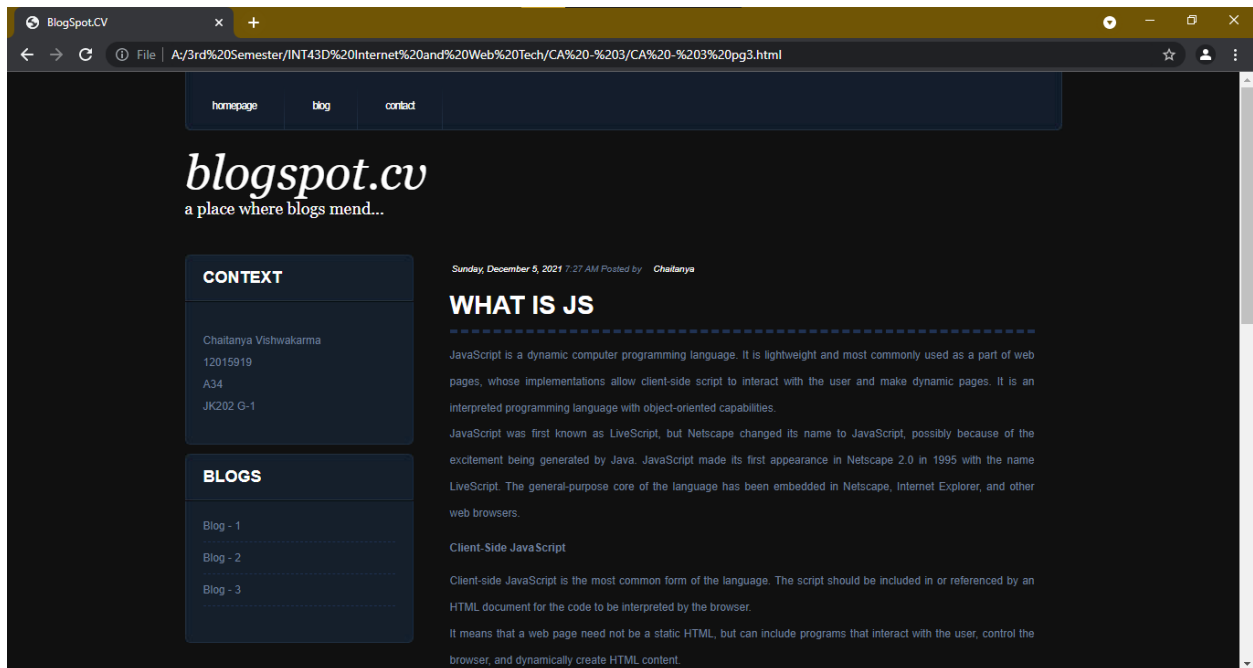 BlogSpot.CV
File | A:/3rd%20Semester/INT43D%20Internet%20and%20Web%20Tech/CA%20-%203/CA%20-%203%20pg3.html
homepage blog contact
blogspot.cv
a place where blogs mend...
CONTEXT
Chaitanya Vishwakarma
12015919
A34
JK202 G-1
BLOGS
Blog - 1
Blog - 2
Blog - 3
Sunday, December 5, 2021 7:27 AM Posted by Chaitanya
WHAT IS JS
JavaScript is a dynamic computer programming language. It is lightweight and most commonly used as a part of web
pages, whose implementations allow client-side script to interact with the user and make dynamic pages. It is an
interpreted programming language with object-oriented capabilities.
JavaScript was first known as LiveScript, but Netscape changed its name to JavaScript, possibly because of the
excitement being generated by Java. JavaScript made its first appearance in Netscape 2.0 in 1995 with the name
LiveScript. The general-purpose core of the language has been embedded in Netscape, Internet Explorer, and other
web browsers.
Client-Side JavaScript
Client-side JavaScript is the most common form of the language. The script should be included in or referenced by an
HTML document for the code to be interpreted by the browser.
It means that a web page need not be a static HTML, but can include programs that interact with the user, control the
browser, and dynamically create HTML content.